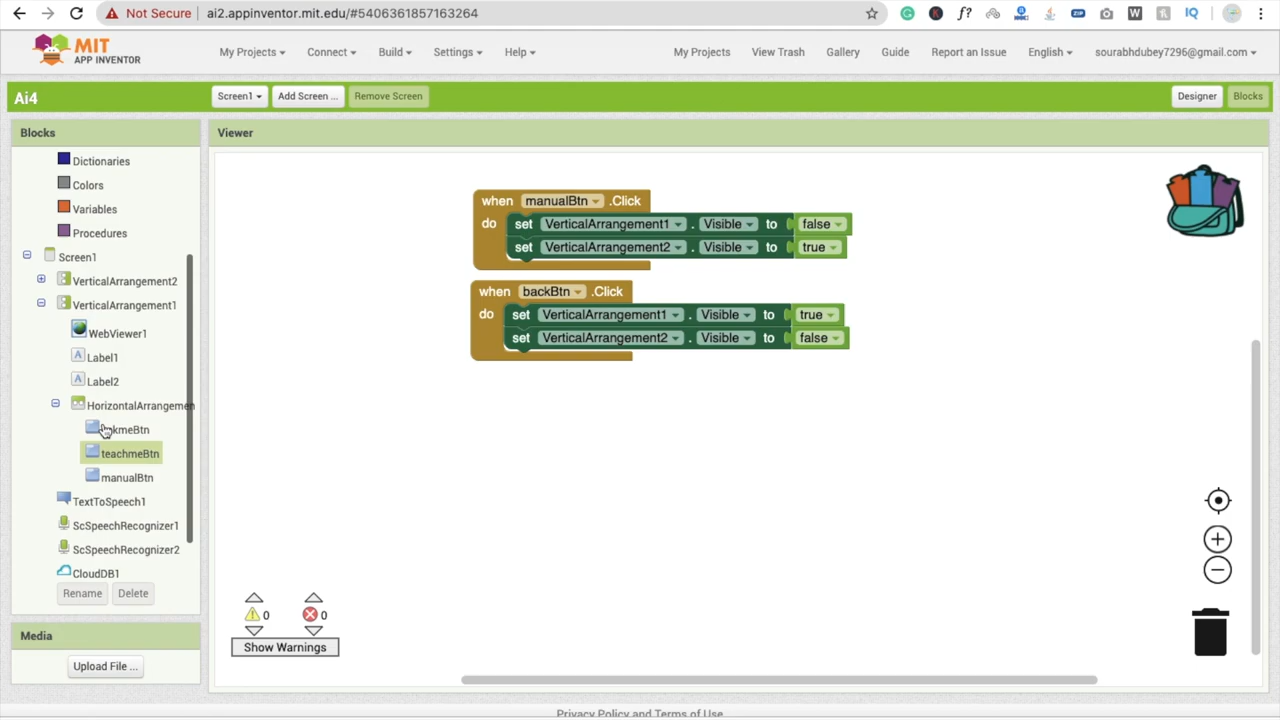 Not Secure | ai2.appinventor.mit.edu/#5406361857163264
MIT APP INVENTOR
My Projects Connect Build Settings Help My Projects View Trash Gallery Guide Report an Issue English sourabhdubey7296@gmail.com
Ai4 Screen1 Add Screen ... Remove Screen Designer Blocks
Blocks
Viewer
Dictionaries
Colors
Variables
Procedures
Screen1
VerticalArrangement2
VerticalArrangement1
WebViewer1
Label1
Label2
HorizontalArrangemen
kmeBtn
teachmeBtn
manualBtn
TextToSpeech1
ScSpeechRecognizer1
ScSpeechRecognizer2
CloudDB1
Rename Delete
Media
Upload File ...
when manualBtn .Click
do set VerticalArrangement1 . Visible to false
set VerticalArrangement2 . Visible to true
when backBtn .Click
do set VerticalArrangement1 . Visible to true
set VerticalArrangement2 . Visible to false
0 0
Show Warnings
Privacy Policy and Terms of Use